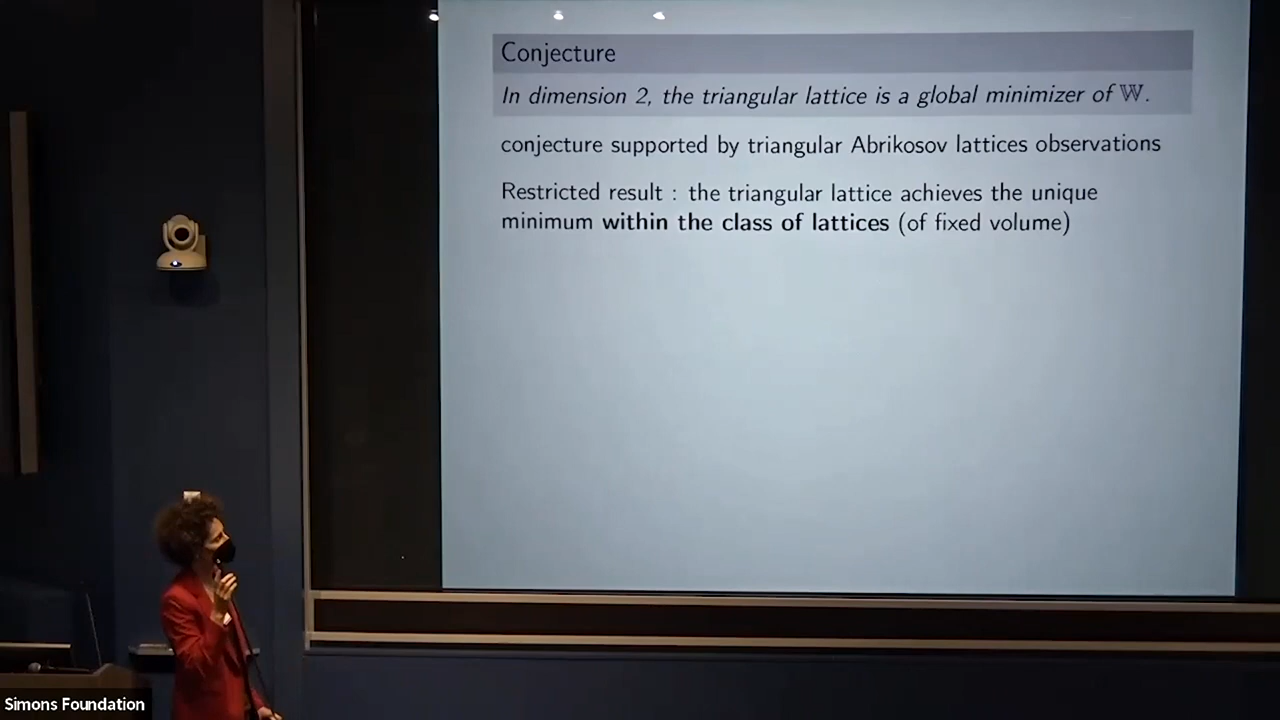 Conjecture
In dimension 2, the triangular lattice is a global minimizer of 𝕎.
conjecture supported by triangular Abrikosov lattices observations
Restricted result : the triangular lattice achieves the unique
minimum within the class of lattices (of fixed volume)
Simons Foundation